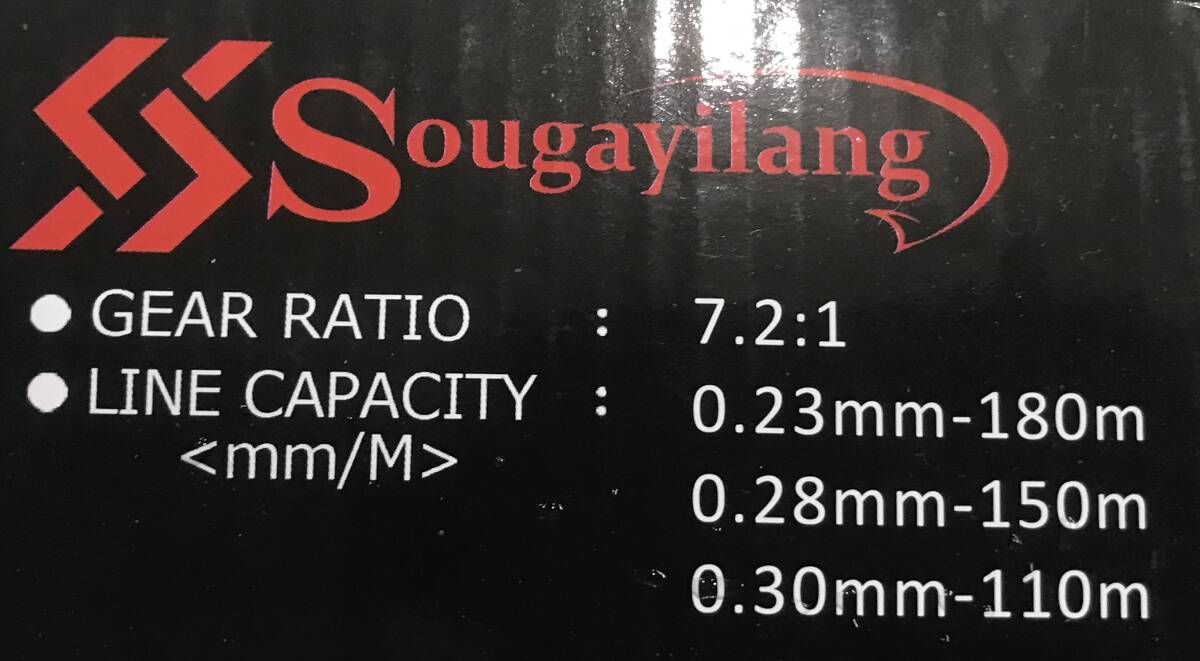 Sougayilang
● GEAR RATIO : 7.2:1
● LINE CAPACITY : 0.23mm-180m
<mm/M>
0.28mm-150m
0.30mm-110m